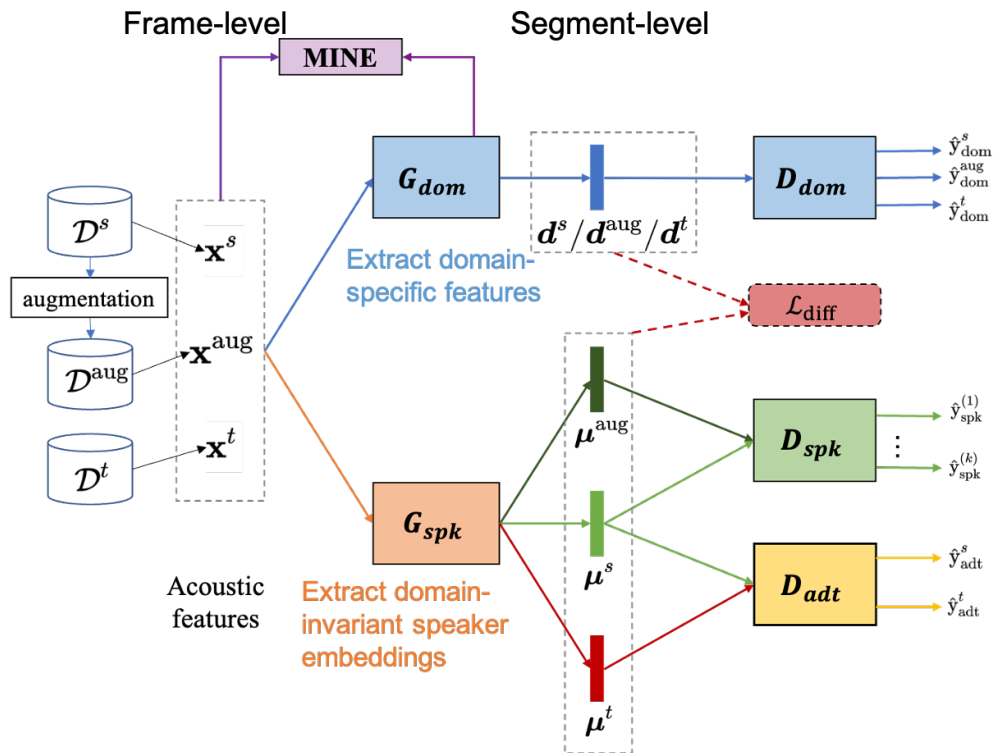 Frame-level
Segment-level
MINE
G_dom
D_dom
ŷ^s_dom
ŷ^aug_dom
ŷ^t_dom
𝒟^s
x^s
d^s/d^aug/d^t
Extract domain-
specific features
augmentation
ℒ_diff
𝒟^aug
x^aug
μ^aug
D_spk
ŷ^(1)_spk
⋮
ŷ^(k)_spk
𝒟^t
x^t
G_spk
μ^s
D_adt
ŷ^s_adt
ŷ^t_adt
Acoustic
features
Extract domain-
invariant speaker
embeddings
μ^t